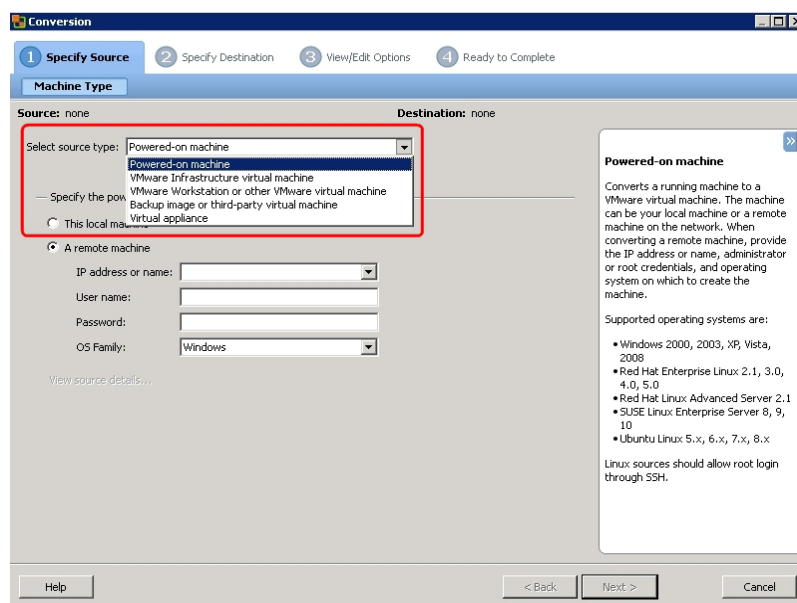 Conversion
1 Specify Source 2 Specify Destination 3 View/Edit Options 4 Ready to Complete
Machine Type
Source: none Destination: none
Select source type: Powered-on machine
Powered-on machine
VMware Infrastructure virtual machine
VMware Workstation or other VMware virtual machine
Backup image or third-party virtual machine
Virtual appliance
Specify the pow
This local
A remote machine
IP address or name:
User name:
Password:
OS Family: Windows
View source details...
»
Powered-on machine
Converts a running machine to a
VMware virtual machine. The machine
can be your local machine or a remote
machine on the network. When
converting a remote machine, provide
the IP address or name, administrator
or root credentials, and operating
system on which to create the
machine.
Supported operating systems are:
• Windows 2000, 2003, XP, Vista,
2008
• Red Hat Enterprise Linux 2.1, 3.0,
4.0, 5.0
• Red Hat Linux Advanced Server 2.1
• SUSE Linux Enterprise Server 8, 9,
10
• Ubuntu Linux 5.x, 6.x, 7.x, 8.x
Linux sources should allow root login
through SSH.
Help < Back Next > Cancel